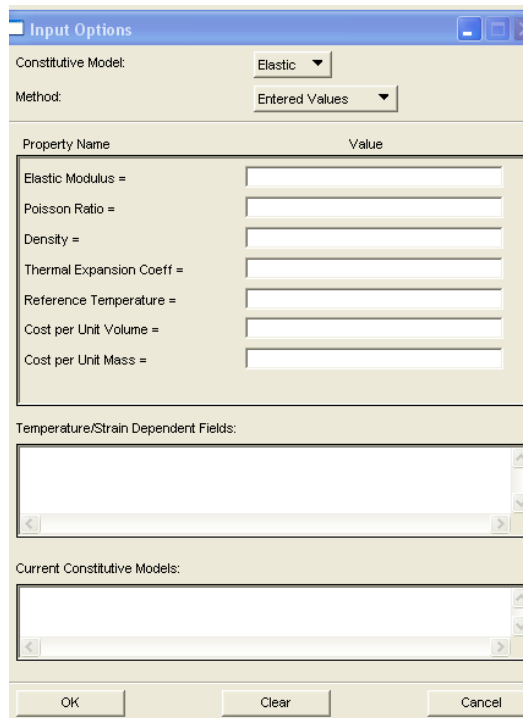 Input Options
Constitutive Model: Elastic
Method: Entered Values
Property Name Value
Elastic Modulus =
Poisson Ratio =
Density =
Thermal Expansion Coeff =
Reference Temperature =
Cost per Unit Volume =
Cost per Unit Mass =
Temperature/Strain Dependent Fields:
Current Constitutive Models:
OK Clear Cancel